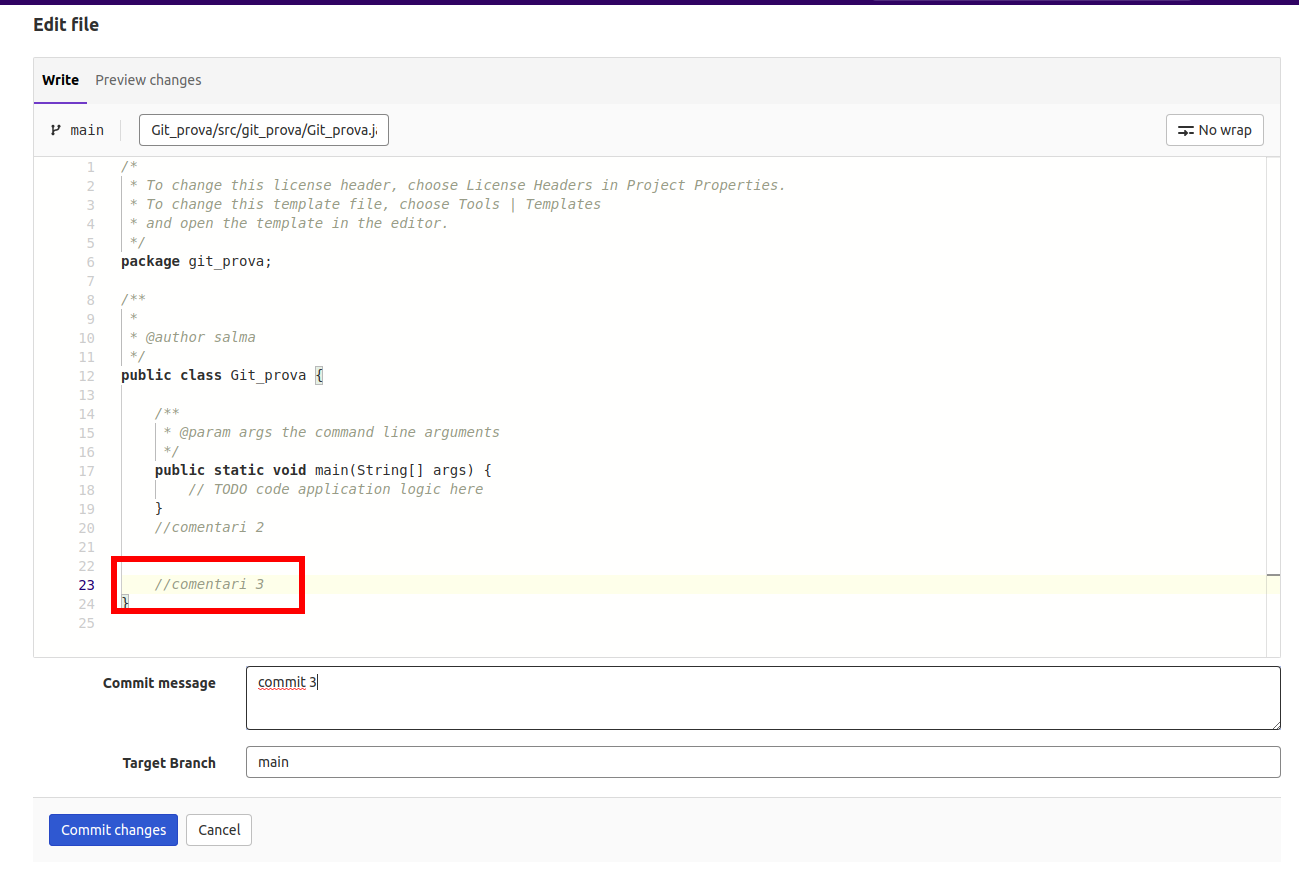 Edit file
Write Preview changes
main Git_prova/src/git_prova/Git_prova.j No wrap
1 /*
2 * To change this license header, choose License Headers in Project Properties.
3 * To change this template file, choose Tools | Templates
4 * and open the template in the editor.
5 */
6 package git_prova;
7
8 /**
9 *
10 * @author salma
11 */
12 public class Git_prova {
13
14 /**
15 * @param args the command line arguments
16 */
17 public static void main(String[] args) {
18 // TODO code application logic here
19 }
20 //comentari 2
21
22
23 //comentari 3
24 }
25
Commit message commit 3
Target Branch main
Commit changes Cancel